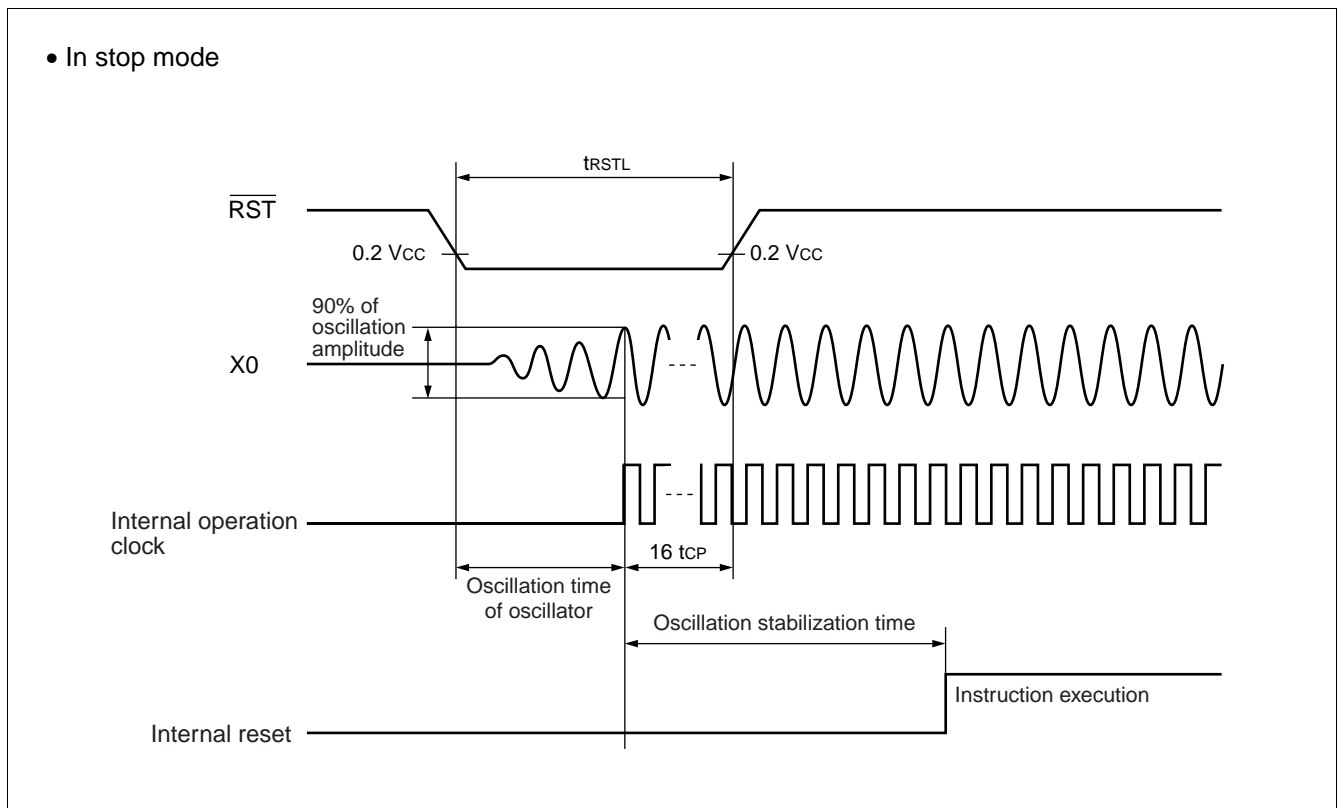 • In stop mode
tRSTL
RST
0.2 VCC
0.2 VCC
90% of
oscillation
amplitude
X0
Internal operation
clock
16 tCP
Oscillation time
of oscillator
Oscillation stabilization time
Instruction execution
Internal reset